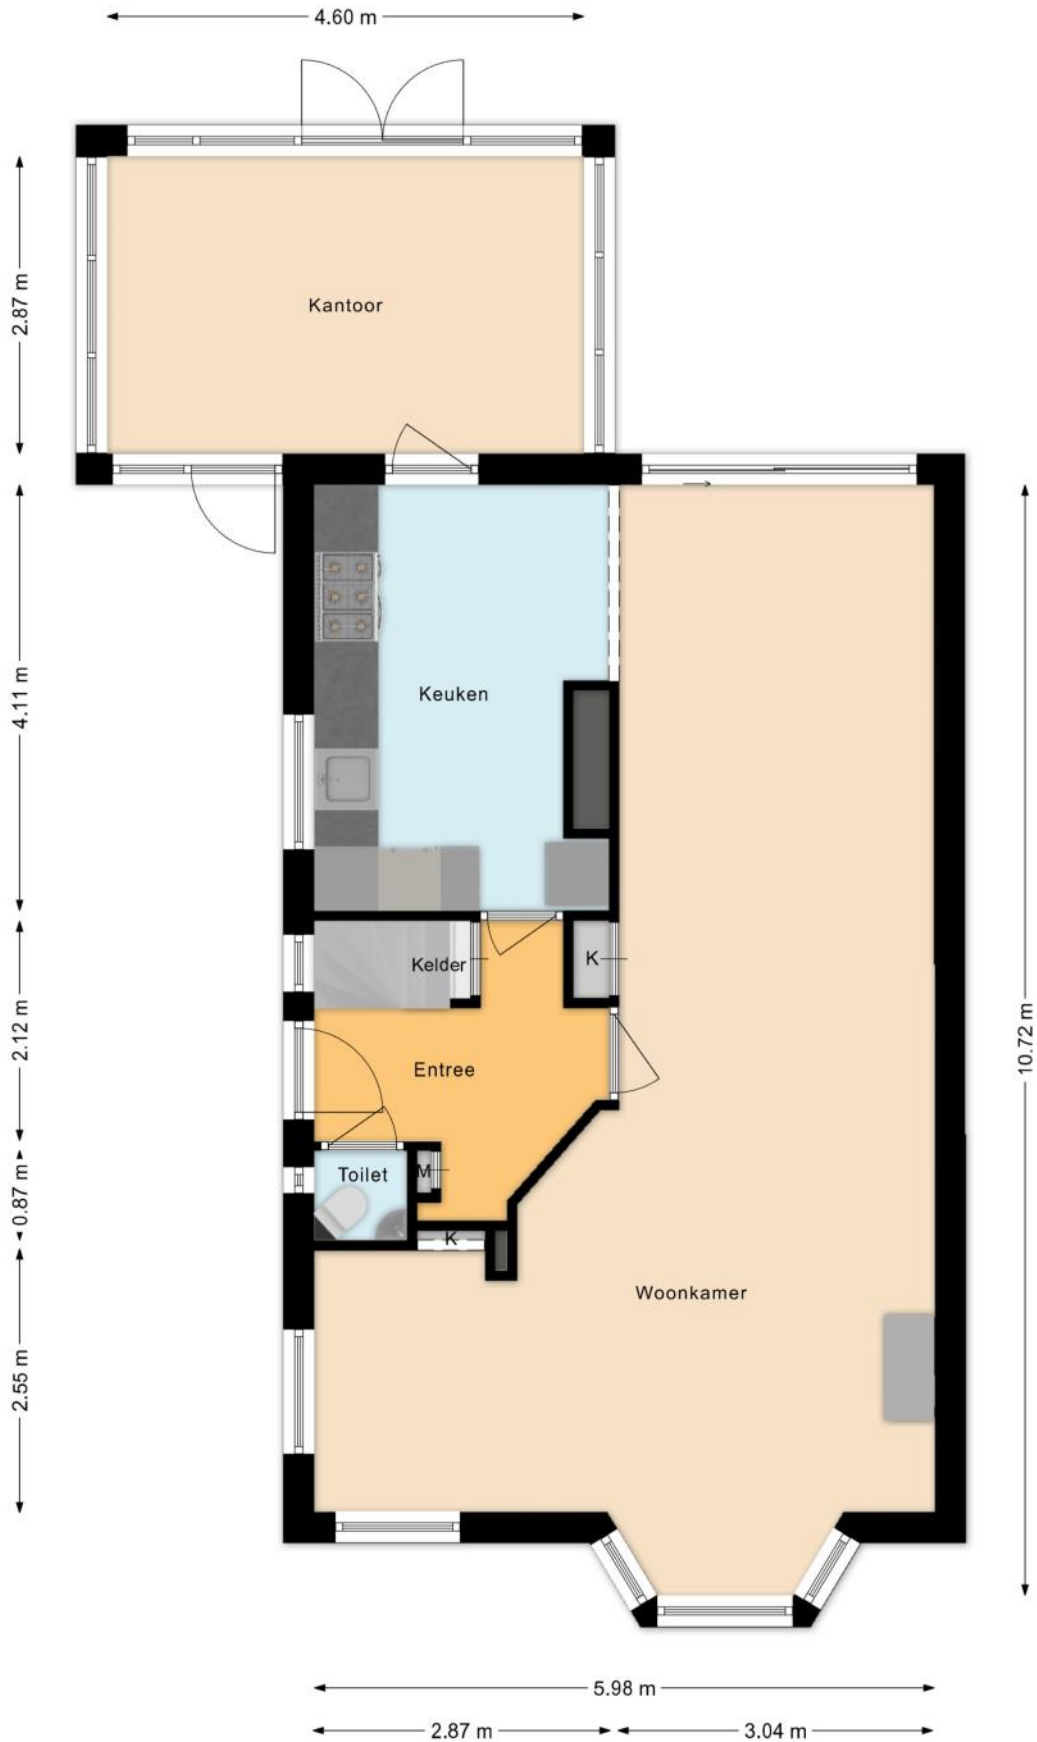 4.60 m
2.87 m
Kantoor
4.11 m
Keuken
Kelder
K
2.12 m
10.72 m
Entree
0.87 m
Toilet
M
K
Woonkamer
2.55 m
5.98 m
2.87 m
3.04 m